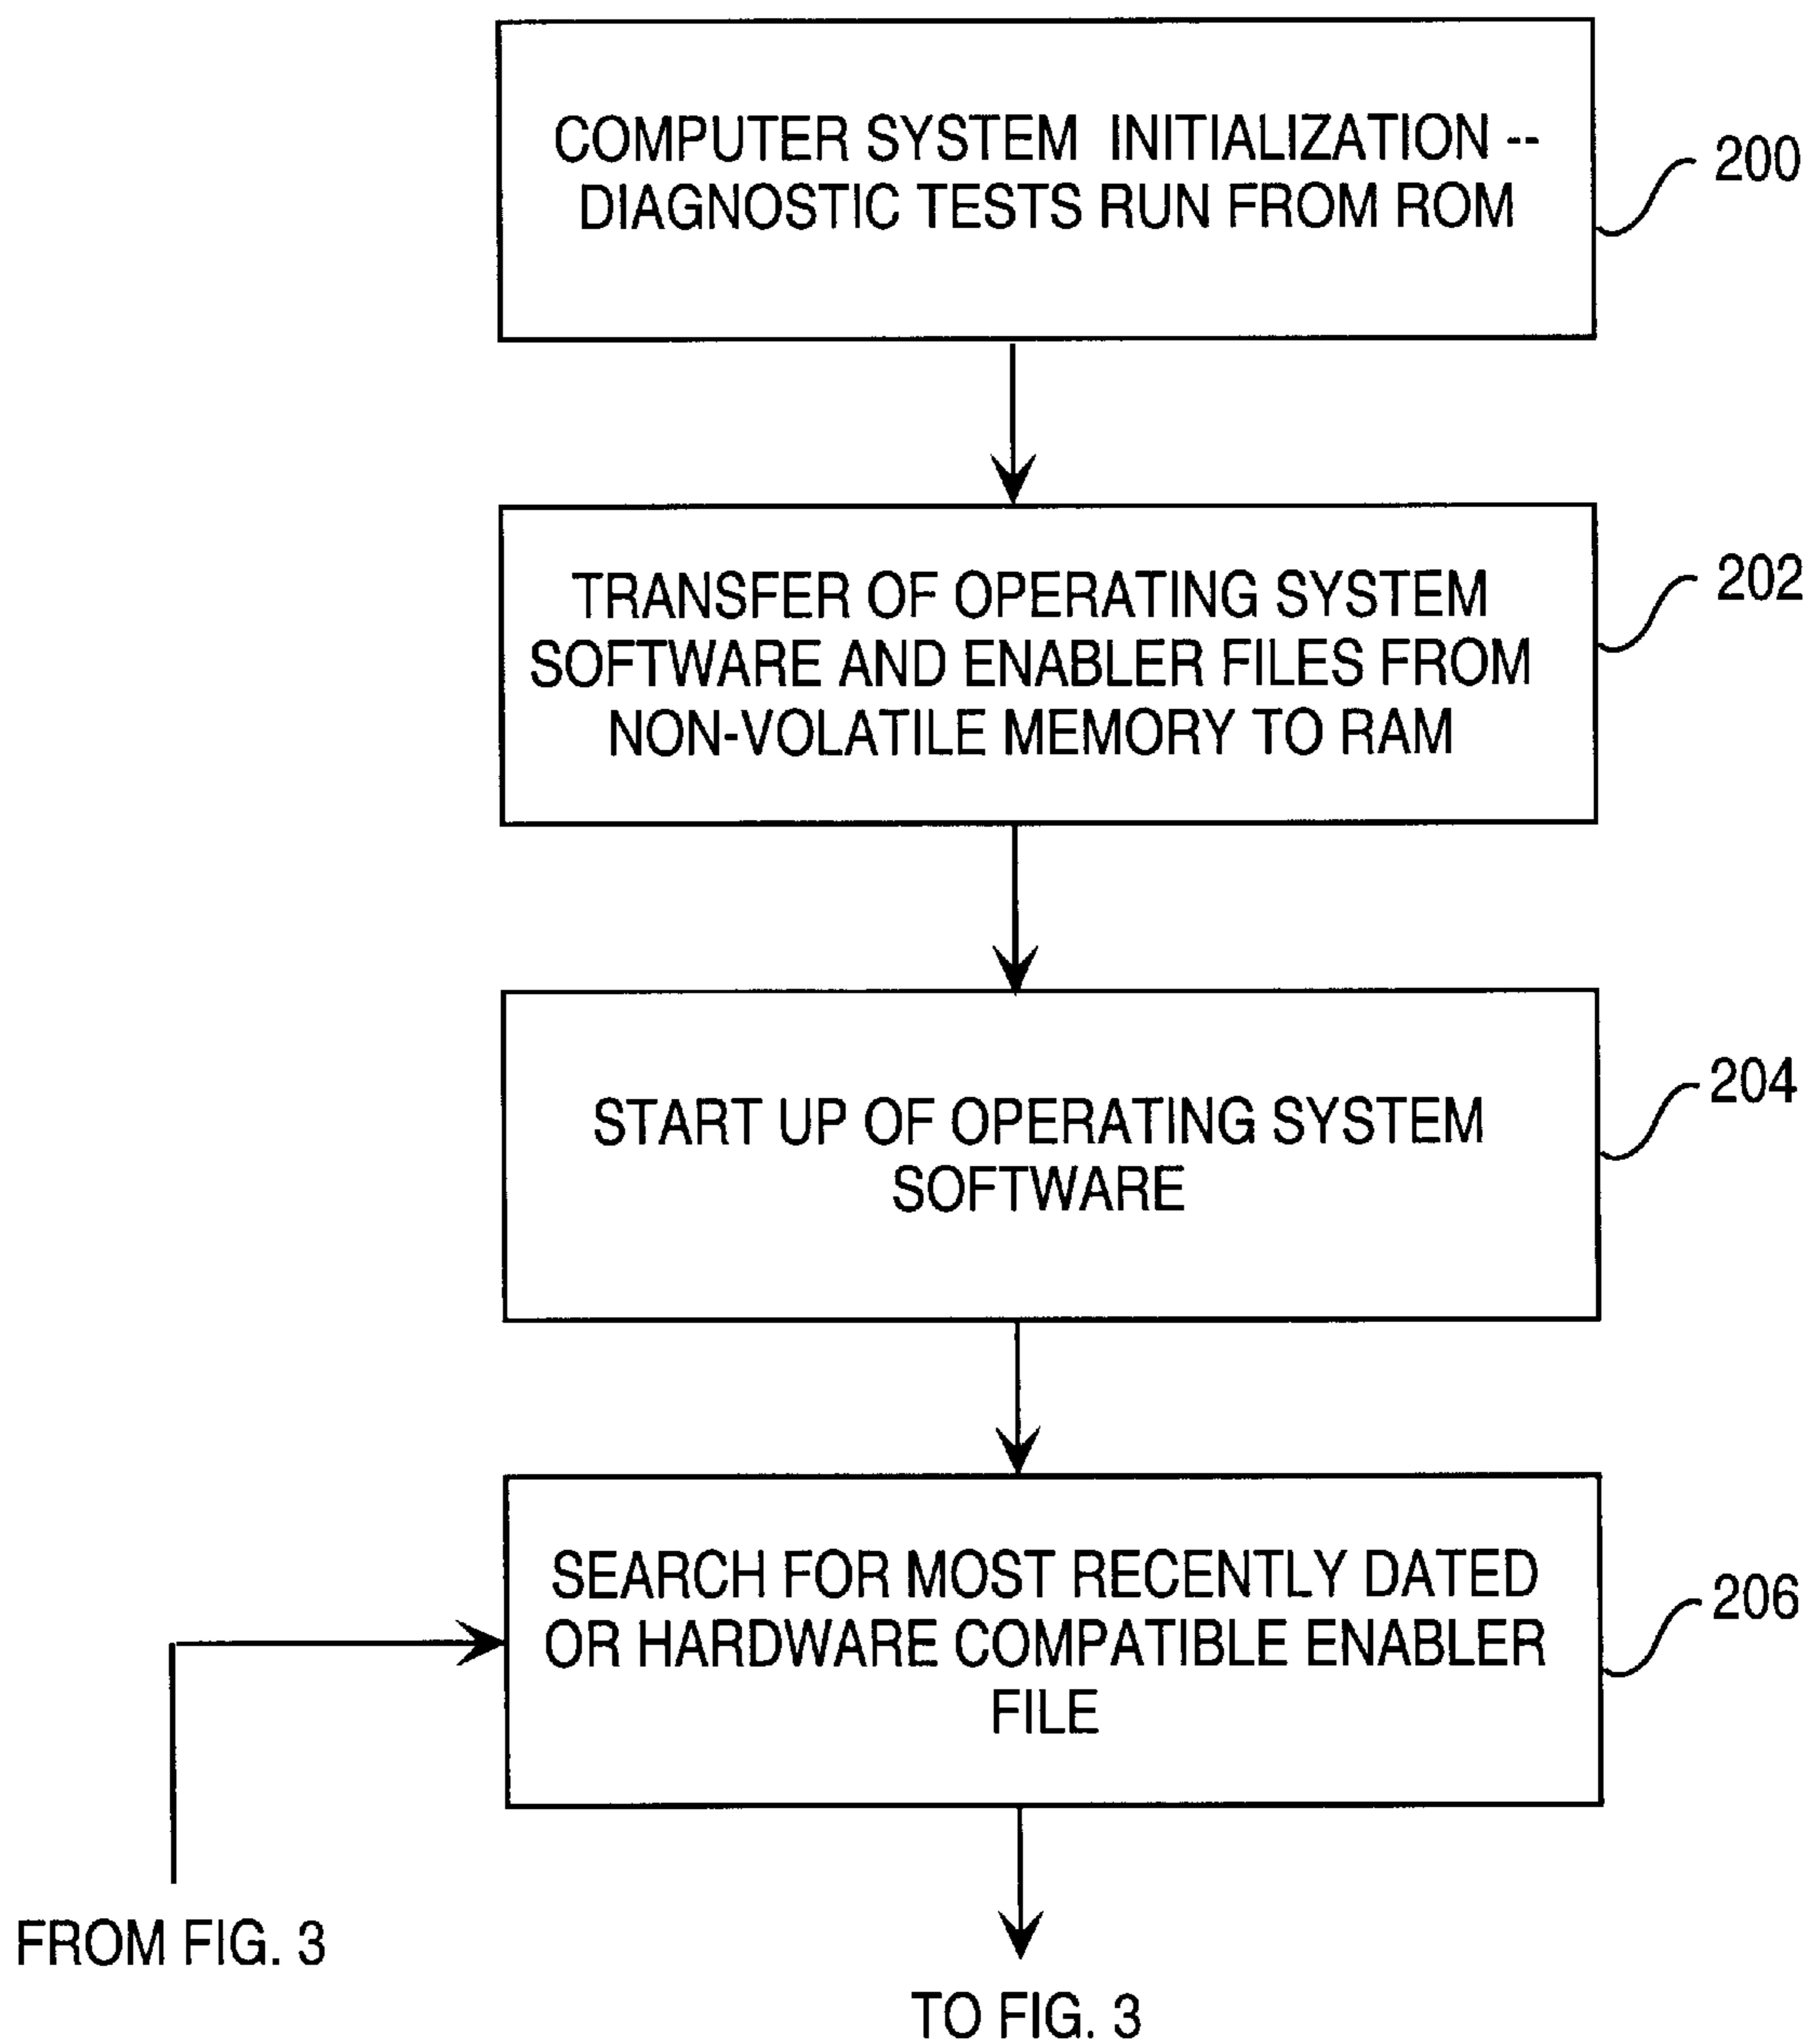 COMPUTER SYSTEM INITIALIZATION --
DIAGNOSTIC TESTS RUN FROM ROM
200
TRANSFER OF OPERATING SYSTEM
SOFTWARE AND ENABLER FILES FROM
NON-VOLATILE MEMORY TO RAM
202
START UP OF OPERATING SYSTEM
SOFTWARE
204
SEARCH FOR MOST RECENTLY DATED
OR HARDWARE COMPATIBLE ENABLER
FILE
206
FROM FIG. 3
TO FIG. 3